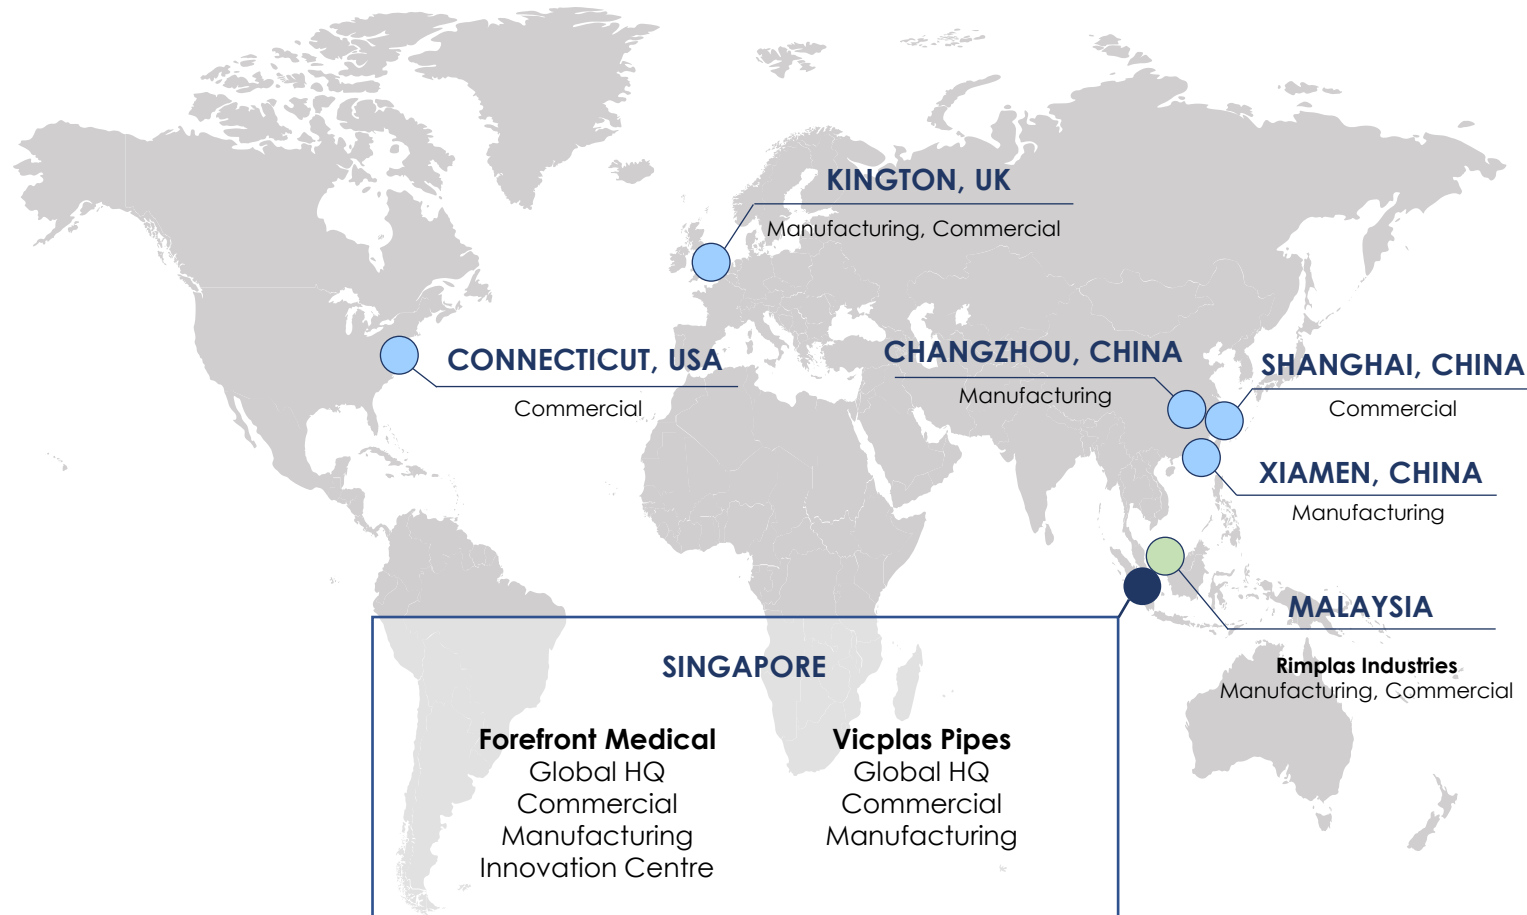 KINGTON, UK
Manufacturing, Commercial
CONNECTICUT, USA
Commercial
CHANGZHOU, CHINA
Manufacturing
SHANGHAI, CHINA
Commercial
XIAMEN, CHINA
Manufacturing
MALAYSIA
Rimplas Industries
Manufacturing, Commercial
SINGAPORE
Forefront Medical
Global HQ
Commercial
Manufacturing
Innovation Centre
Vicplas Pipes
Global HQ
Commercial
Manufacturing